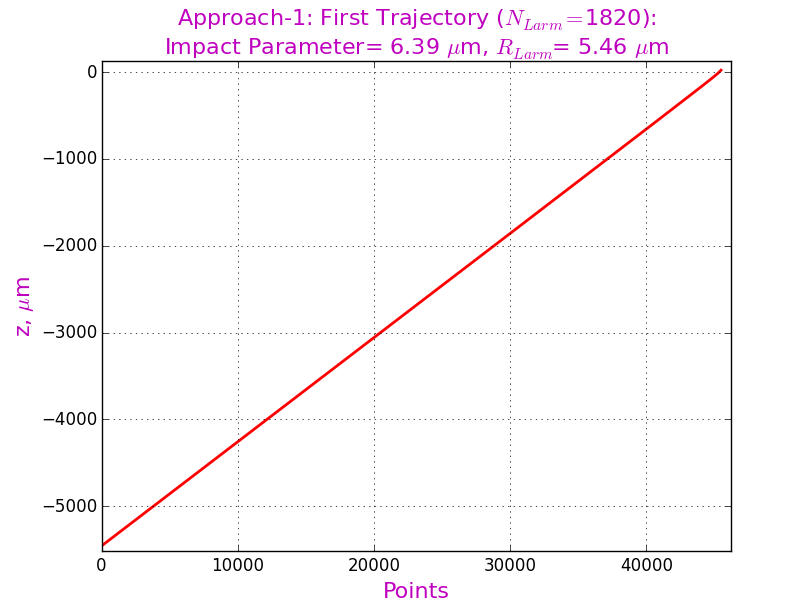 Approach-1: First Trajectory (N_Larm=1820):
Impact Parameter= 6.39 μm, R_Larm= 5.46 μm
z, μm
0
−1000
−2000
−3000
−4000
−5000
0 10000 20000 30000 40000
Points